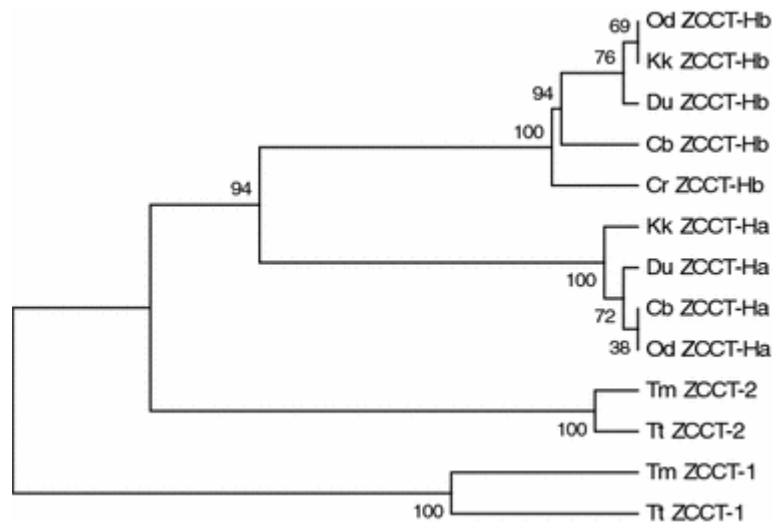 69 Od ZCCT-Hb
76 Kk ZCCT-Hb
94 Du ZCCT-Hb
100 Cb ZCCT-Hb
Cr ZCCT-Hb
94
Kk ZCCT-Ha
100 Du ZCCT-Ha
72 Cb ZCCT-Ha
38 Od ZCCT-Ha
Tm ZCCT-2
100 Tt ZCCT-2
Tm ZCCT-1
100 Tt ZCCT-1